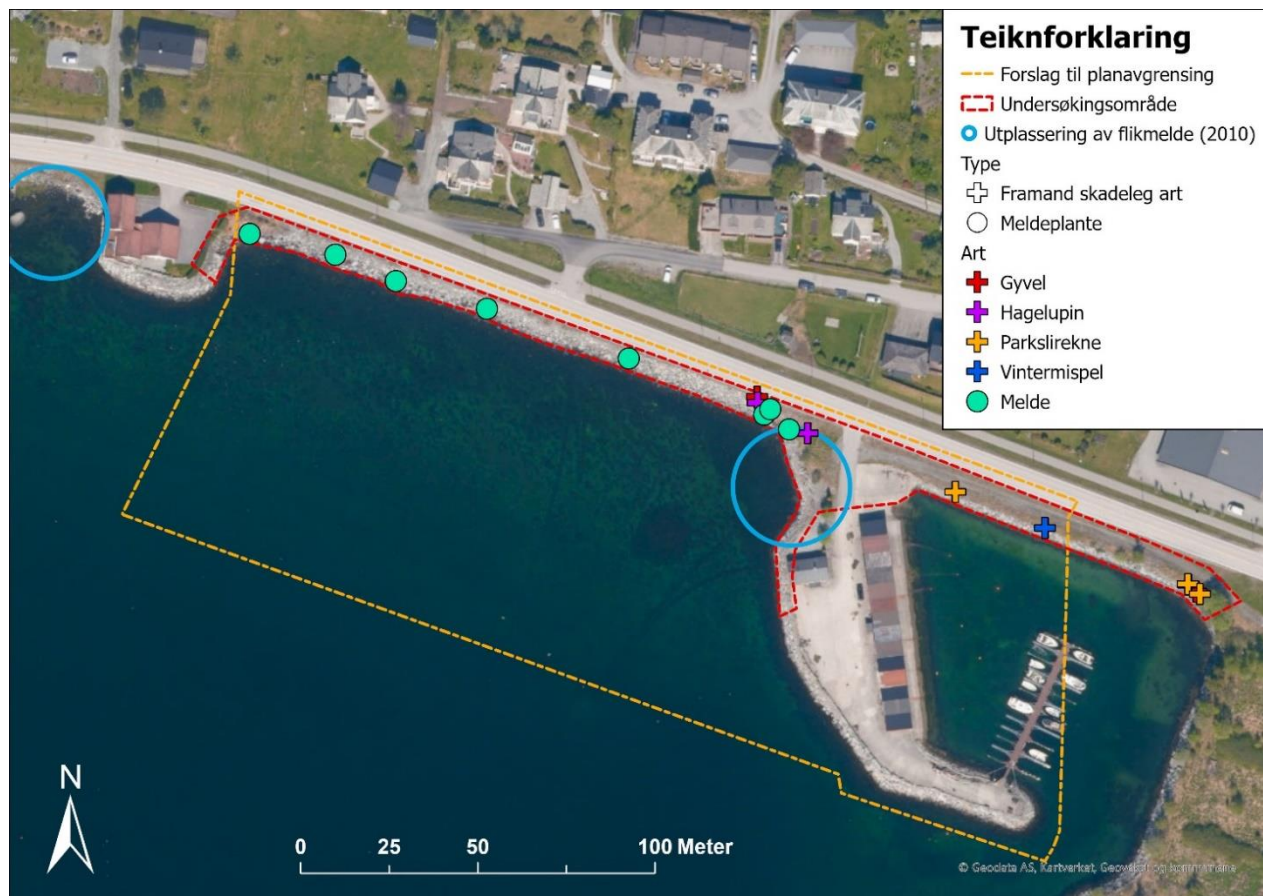 Teiknforklaring
Forslag til planavgrensing
Undersøkingsområde
Utplassering av flikmelde (2010)
Type
Framand skadeleg art
Meldeplante
Art
Gyvel
Hagelupin
Parkslirekne
Vintermispel
Melde
N
0 25 50 100 Meter
© Geodata AS, Kartverket, Geovekst og kommunene